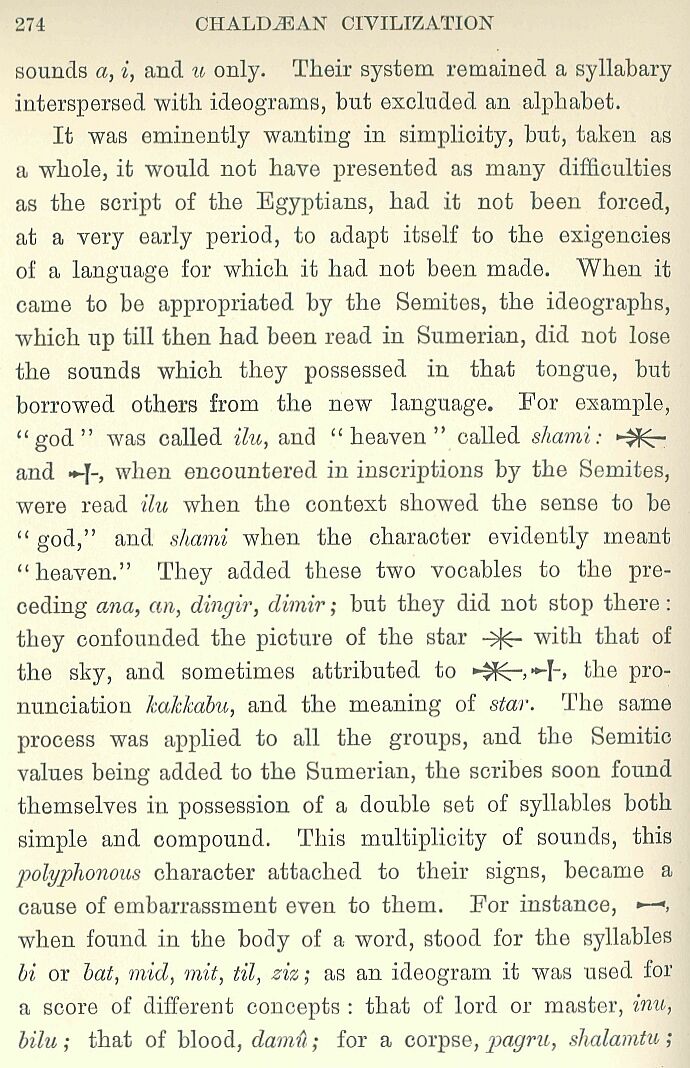 274 CHALDÆAN CIVILIZATION
sounds a, i, and u only. Their system remained a syllabary
interspersed with ideograms, but excluded an alphabet.
It was eminently wanting in simplicity, but, taken as
a whole, it would not have presented as many difficulties
as the script of the Egyptians, had it not been forced,
at a very early period, to adapt itself to the exigencies
of a language for which it had not been made. When it
came to be appropriated by the Semites, the ideographs,
which up till then had been read in Sumerian, did not lose
the sounds which they possessed in that tongue, but
borrowed others from the new language. For example,
“god” was called ilu, and “heaven” called shami: 𒀭
and 𒀸, when encountered in inscriptions by the Semites,
were read ilu when the context showed the sense to be
“god,” and shami when the character evidently meant
“heaven.” They added these two vocables to the pre-
ceding ana, an, dingir, dimir; but they did not stop there:
they confounded the picture of the star with that of
the sky, and sometimes attributed to , , the pro-
nunciation kakkabu, and the meaning of star. The same
process was applied to all the groups, and the Semitic
values being added to the Sumerian, the scribes soon found
themselves in possession of a double set of syllables both
simple and compound. This multiplicity of sounds, this
polyphonous character attached to their signs, became a
cause of embarrassment even to them. For instance, ,
when found in the body of a word, stood for the syllables
bi or bat, mid, mit, til, ziz; as an ideogram it was used for
a score of different concepts: that of lord or master, inu,
bilu; that of blood, damû; for a corpse, pagru, shalamtu;